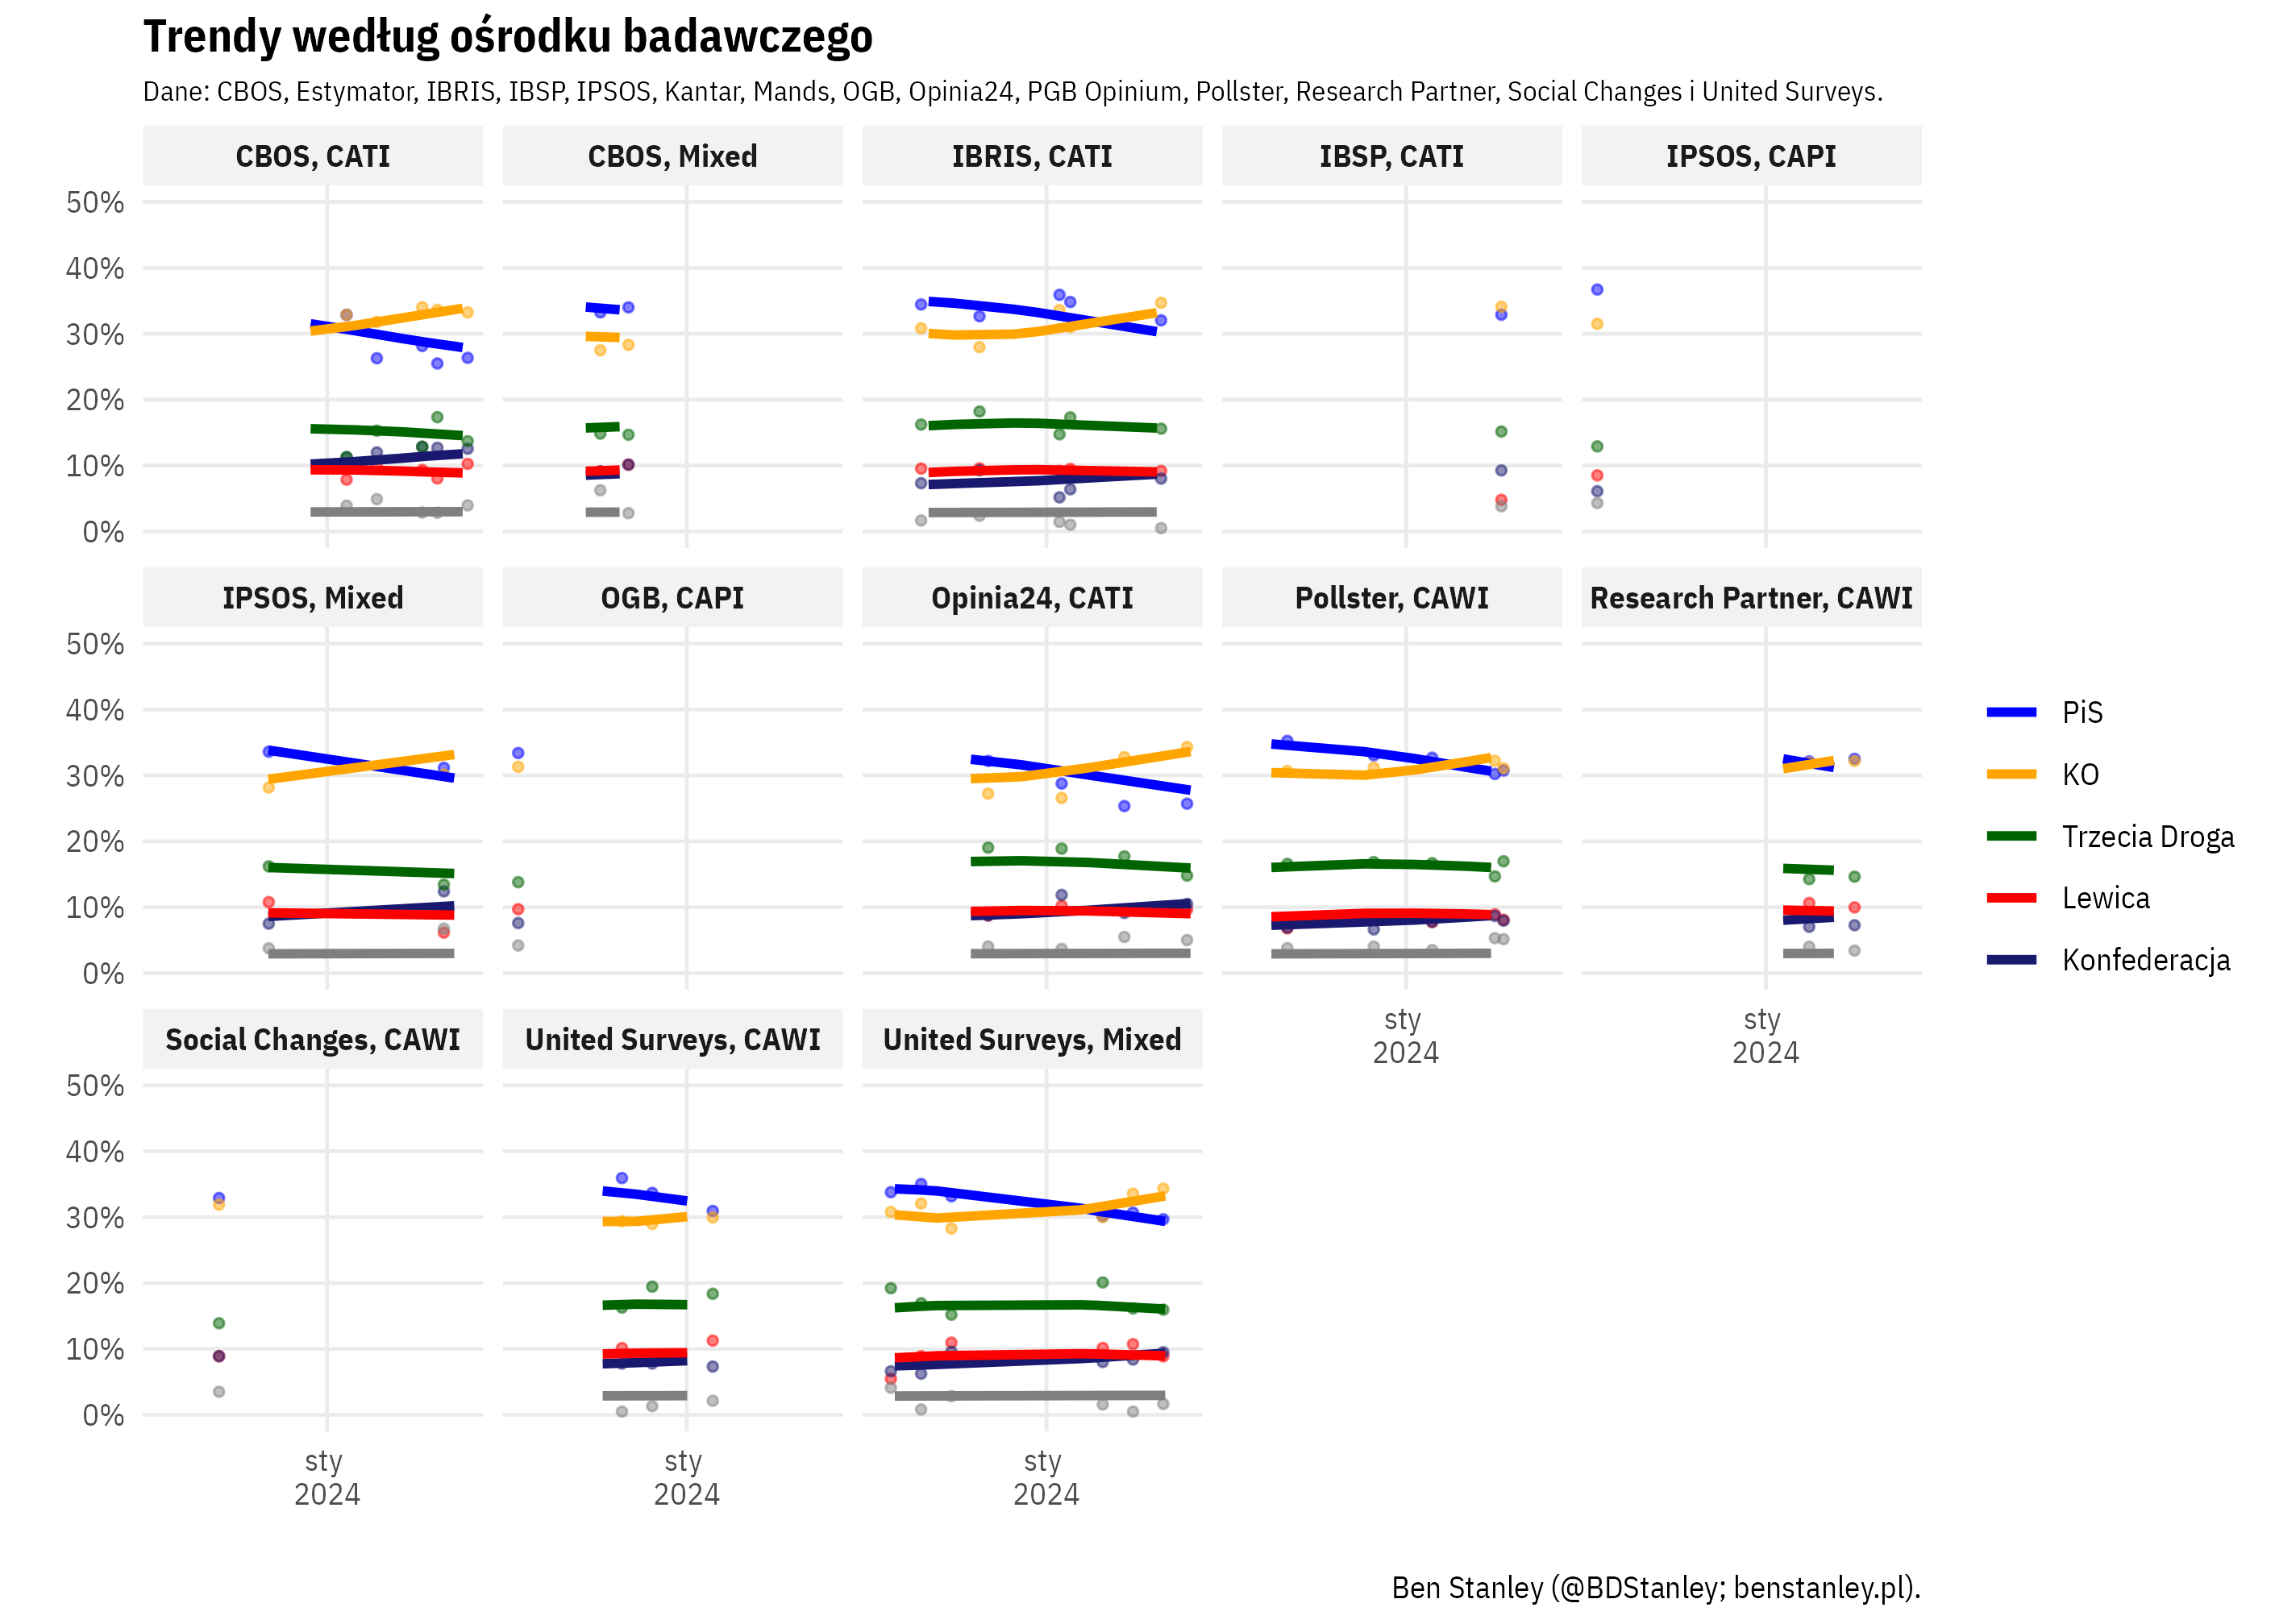 Trendy według ośrodku badawczego
Dane: CBOS, Estymator, IBRIS, IBSP, IPSOS, Kantar, Mands, OGB, Opinia24, PGB Opinium, Pollster, Research Partner, Social Changes i United Surveys.
CBOS, CATI
CBOS, Mixed
IBRIS, CATI
IBSP, CATI
IPSOS, CAPI
50%
40%
30%
20%
10%
0%
IPSOS, Mixed
OGB, CAPI
Opinia24, CATI
Pollster, CAWI
Research Partner, CAWI
50%
40%
30%
20%
10%
0%
sty
2024
sty
2024
Social Changes, CAWI
United Surveys, CAWI
United Surveys, Mixed
50%
40%
30%
20%
10%
0%
sty
2024
sty
2024
sty
2024
PiS
KO
Trzecia Droga
Lewica
Konfederacja
Ben Stanley (@BDStanley; benstanley.pl).